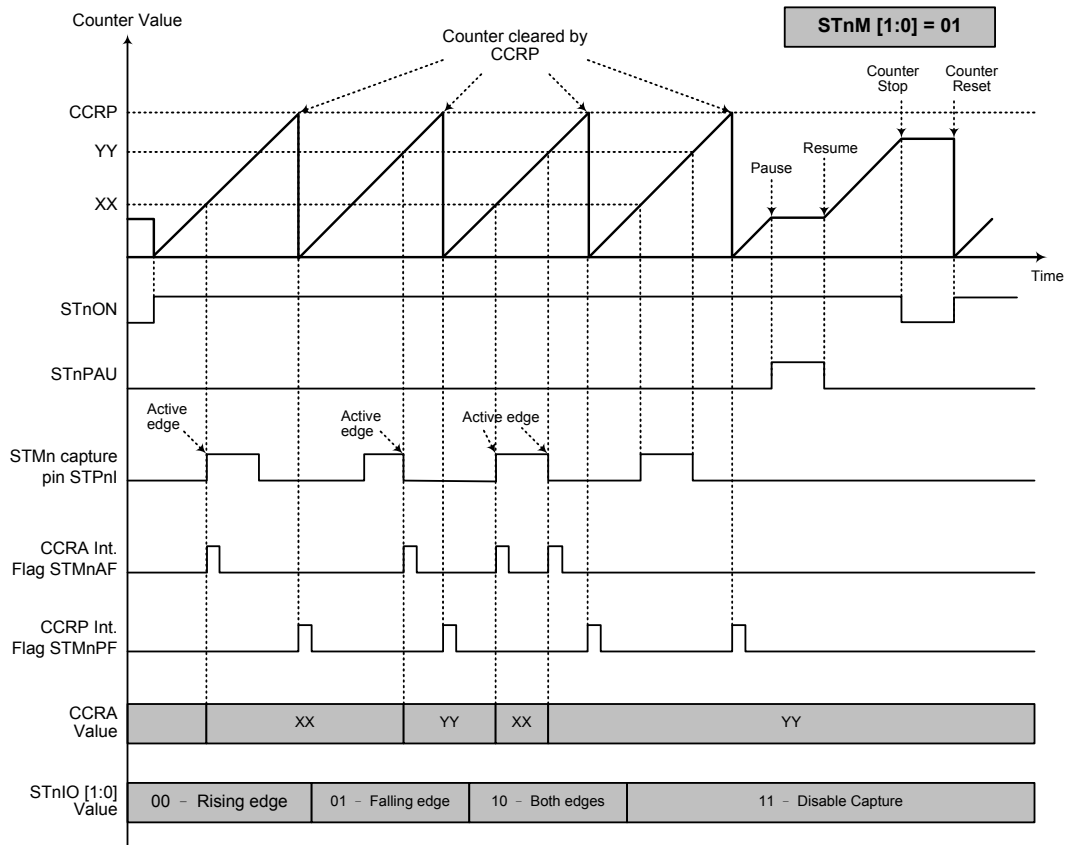 Counter Value
STnM [1:0] = 01
Counter cleared by
CCRP
Counter
Stop
Counter
Reset
CCRP
YY
Pause
Resume
XX
Time
STnON
STnPAU
Active
edge
Active
edge
Active edge
STMn capture
pin STPnI
CCRA Int.
Flag STMnAF
CCRP Int.
Flag STMnPF
CCRA
Value
XX
YY
XX
YY
STnIO [1:0]
Value
00 – Rising edge
01 – Falling edge
10 – Both edges
11 – Disable Capture